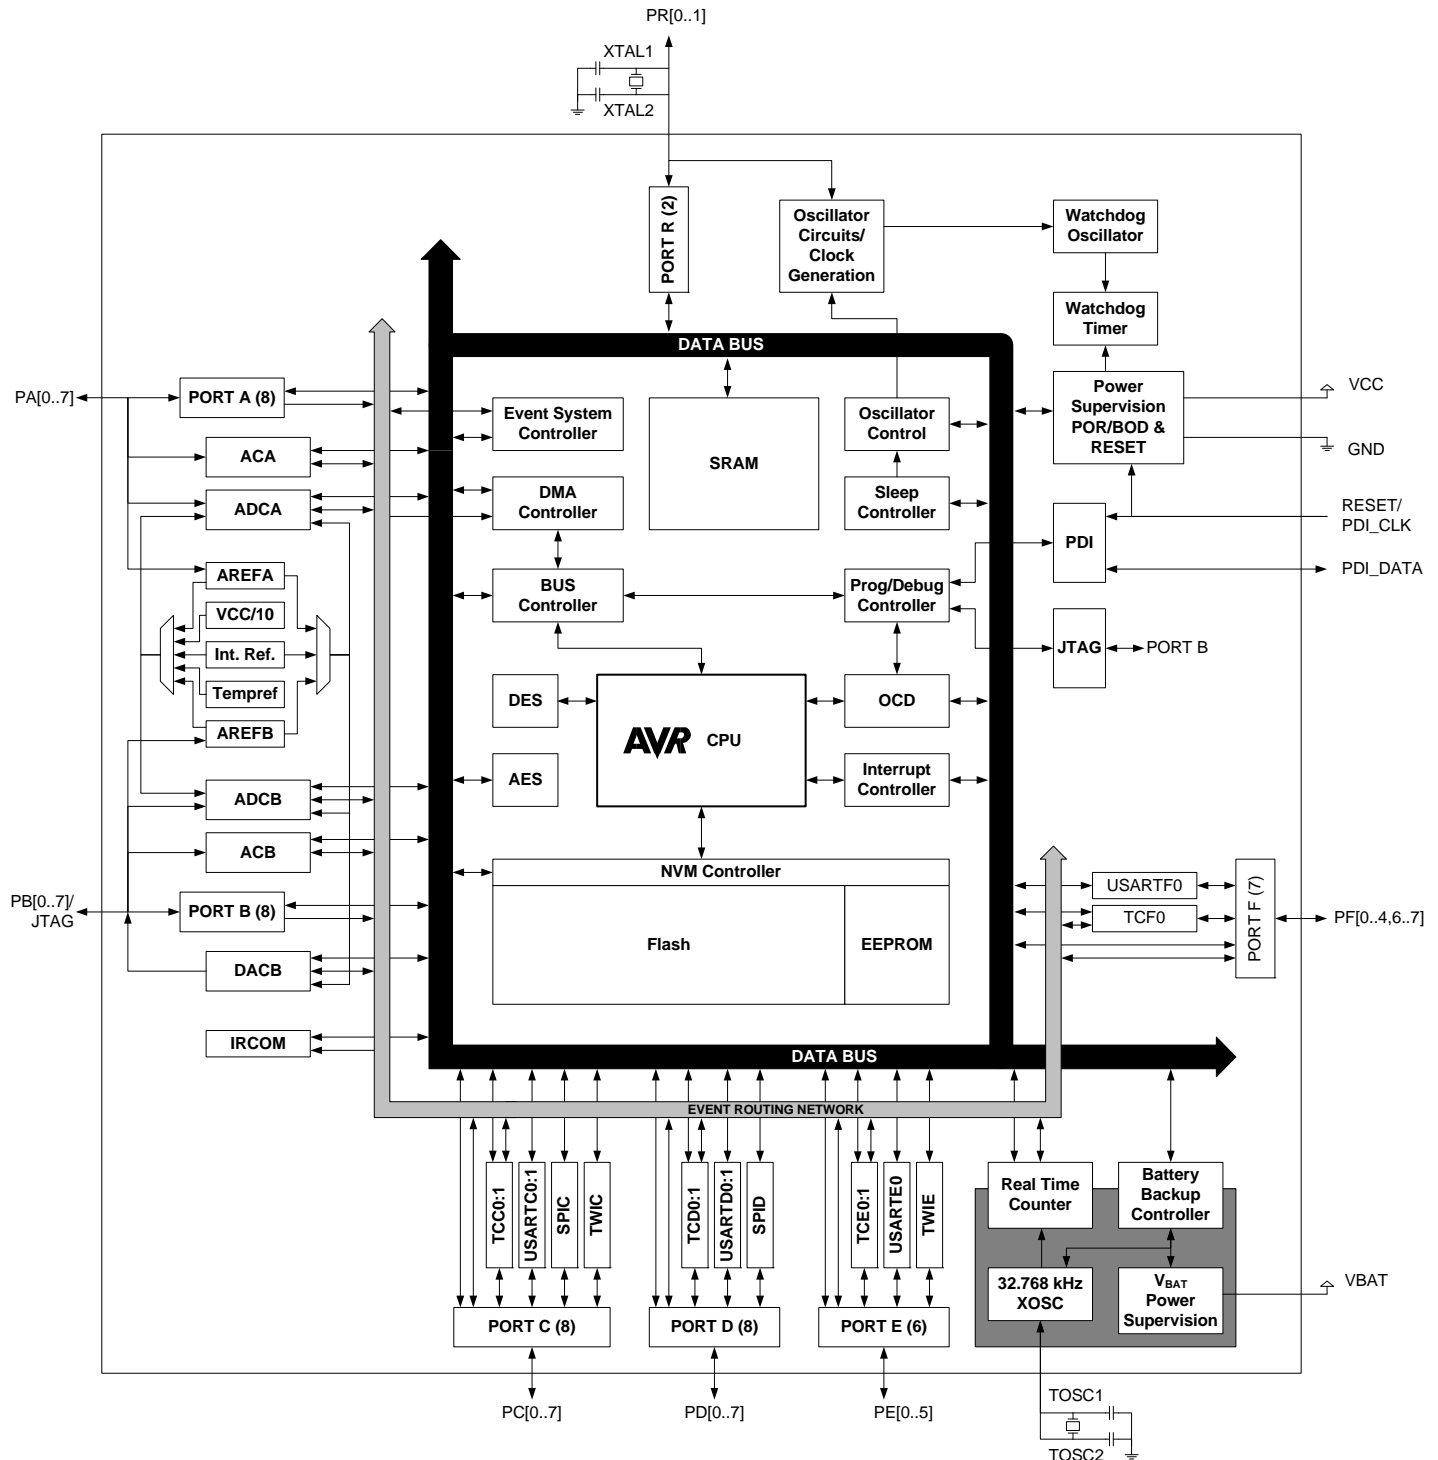 PR[0..1]
XTAL1
XTAL2
PORT R (2)
Oscillator
Circuits/
Clock
Generation
Watchdog
Oscillator
Watchdog
Timer
DATA BUS
Power
Supervision
POR/BOD &
RESET
VCC
GND
RESET/
PDI_CLK
PDI_DATA
PA[0..7]
PORT A (8)
ACA
ADCA
AREFA
VCC/10
Int. Ref.
Tempref
AREFB
ADCB
ACB
PB[0..7]/
JTAG
PORT B (8)
DACB
IRCOM
Event System
Controller
DMA
Controller
BUS
Controller
SRAM
Oscillator
Control
Sleep
Controller
Prog/Debug
Controller
PDI
JTAG
PORT B
DES
AES
AVR CPU
OCD
Interrupt
Controller
NVM Controller
Flash
EEPROM
USARTF0
TCF0
PORT F (7)
PF[0..4,6..7]
DATA BUS
EVENT ROUTING NETWORK
TCC0:1
USARTC0:1
SPIC
TWIC
TCD0:1
USARTD0:1
SPID
TCE0:1
USARTE0
TWIE
Real Time
Counter
Battery
Backup
Controller
32.768 kHz
XOSC
VBAT
Power
Supervision
VBAT
PORT C (8)
PORT D (8)
PORT E (6)
PC[0..7]
PD[0..7]
PE[0..5]
TOSC1
TOSC2